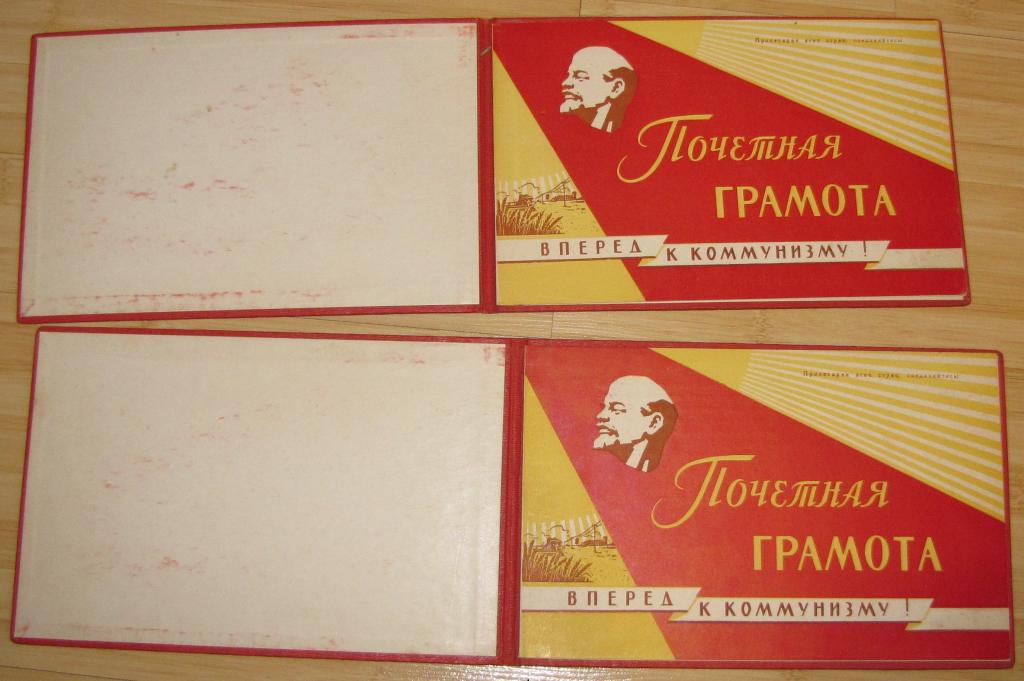 Пролетарии всех стран, соединяйтесь!
Почетная
ГРАМОТА
ВПЕРЕД К КОММУНИЗМУ!
Пролетарии всех стран, соединяйтесь!
Почетная
ГРАМОТА
ВПЕРЕД К КОММУНИЗМУ!